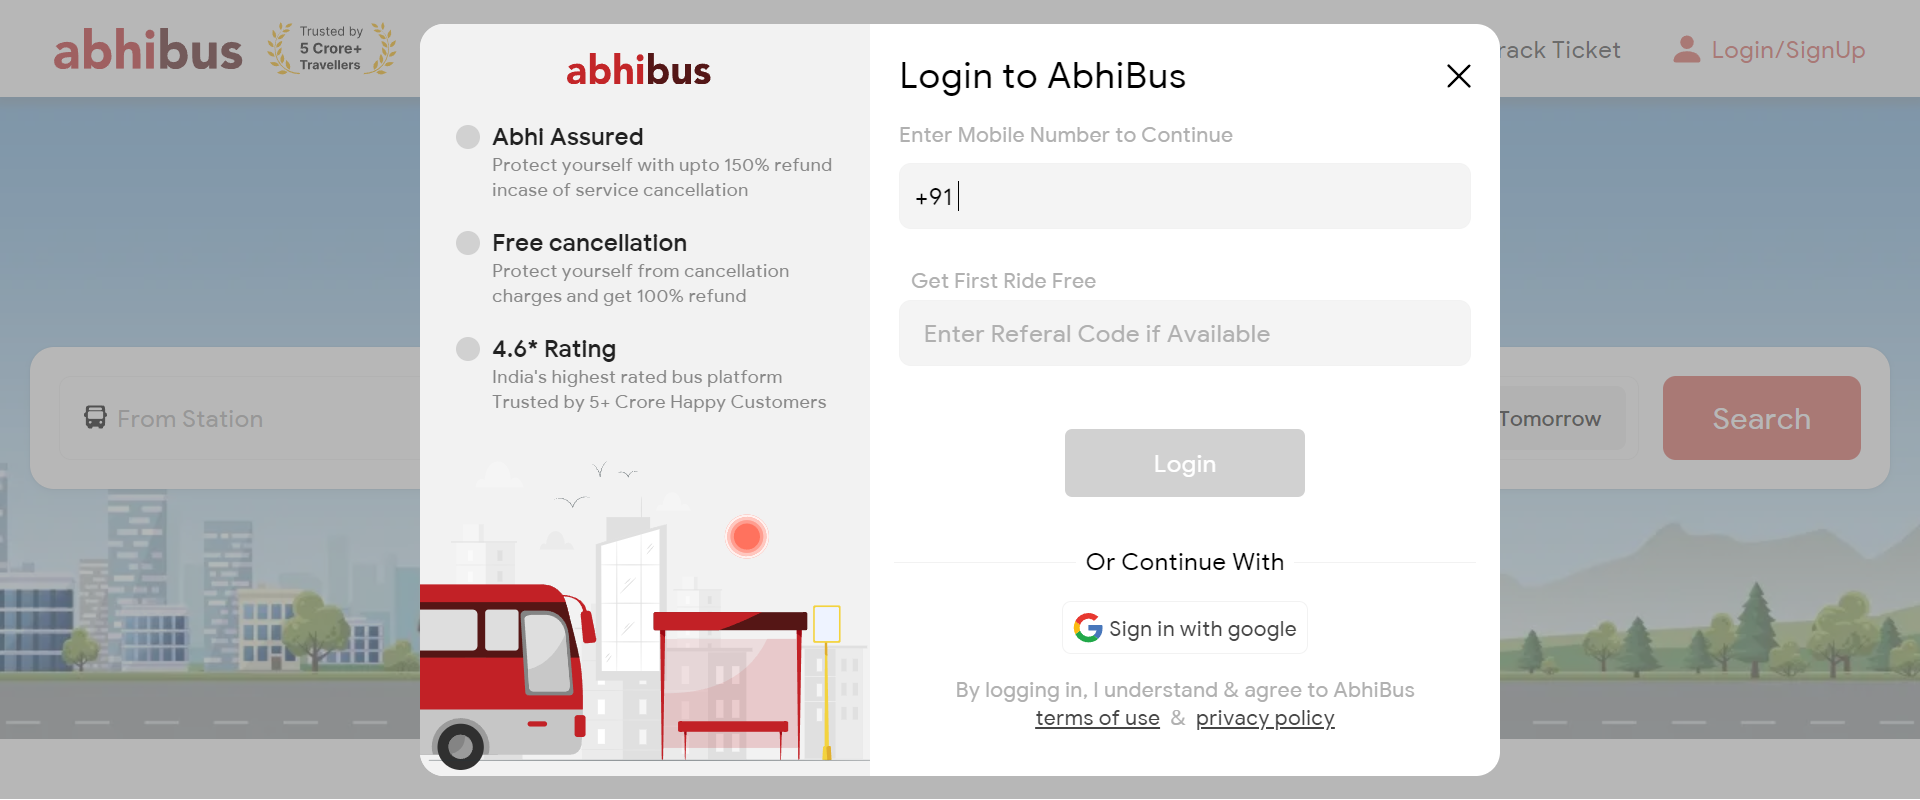 abhibus
Trusted by
5 Crore+
Travellers
rack Ticket
Login/SignUp
From Station
Tomorrow
Search
abhibus
Abhi Assured
Protect yourself with upto 150% refund
incase of service cancellation
Free cancellation
Protect yourself from cancellation
charges and get 100% refund
4.6* Rating
India's highest rated bus platform
Trusted by 5+ Crore Happy Customers
Login to AbhiBus
Enter Mobile Number to Continue
+91
Get First Ride Free
Enter Referal Code if Available
Login
Or Continue With
Sign in with google
By logging in, I understand & agree to AbhiBus
terms of use & privacy policy